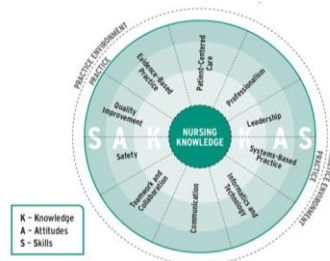 PRACTICE ENVIRONMENT
PRACTICE
Patient-Centered
Care
Professionalism
Leadership
Systems-Based
Practice
Informatics and
Technology
Communication
Teamwork and
Collaboration
Safety
Quality
Improvement
Evidence-Based
Practice
S A K
NURSING
KNOWLEDGE
K A S
PRACTICE
ENVIRONMENT
K – Knowledge
A – Attitudes
S – Skills